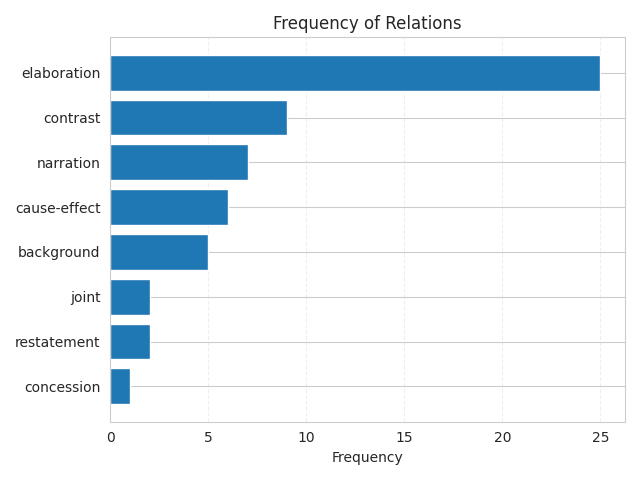 Frequency of Relations
elaboration
contrast
narration
cause-effect
background
joint
restatement
concession
0 5 10 15 20 25
Frequency